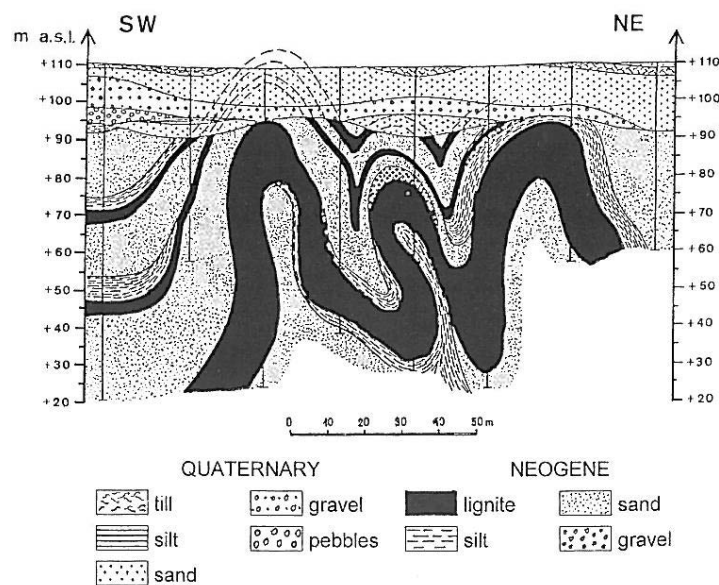 SW NE
m a.s.l.
+110 +110
+100 +100
+90 +90
+80 +80
+70 +70
+60 +60
+50 +50
+40 +40
+30 +30
+20 +20
0 10 20 30 40 50 m
QUATERNARY NEOGENE
till gravel lignite sand
silt pebbles silt gravel
sand